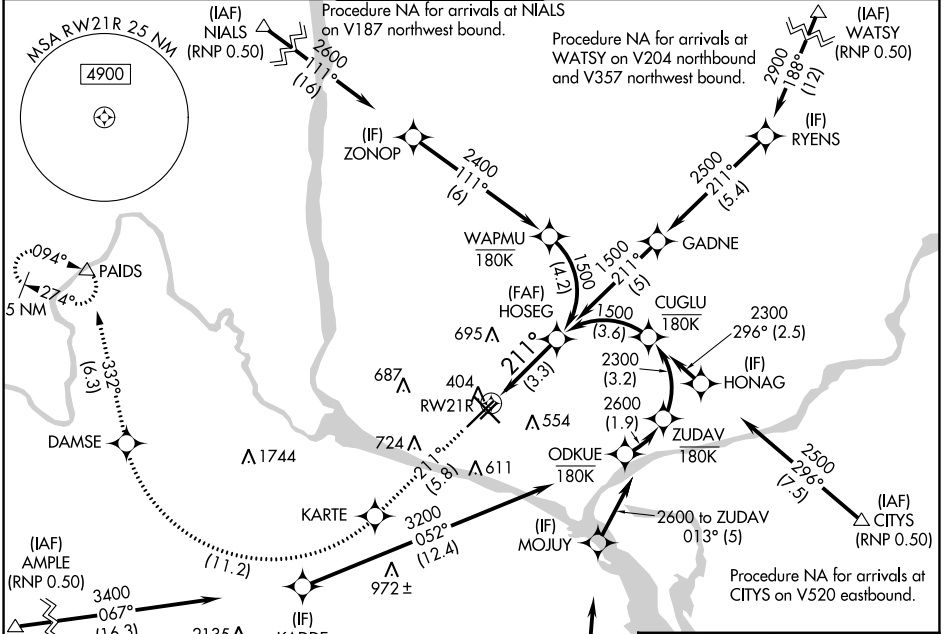 (IAF)
NIALS
(RNP 0.50)
Procedure NA for arrivals at NIALS
on V187 northwest bound.
MSA RW21R 25 NM
4900
2600
111°
(16)
Procedure NA for arrivals at
WATSY on V204 northbound
and V357 northwest bound.
(IAF)
WATSY
(RNP 0.50)
2900
188°
(12)
(IF)
ZONOP
(IF)
RYENS
2400
111°
(6)
2500
211°
(5.4)
WAPMU
180K
GADNE
094°
274°
5 NM
PAIDS
1500
(4.2)
1500
211°
(5)
(FAF)
HOSEG
CUGLU
180K
1500
(3.6)
2300
296° (2.5)
695
211°
(3.3)
332°
(6.3)
687
404
RW21R
2300
(3.2)
(IF)
HONAG
554
2600
(1.9)
DAMSE
1744
724
611
ODKUE
180K
ZUDAV
180K
211°
(5.8)
2500
296°
(7.5)
KARTE
3200
052°
(12.4)
(IF)
MOJUY
2600 to ZUDAV
013° (5)
(IAF)
CITYS
(RNP 0.50)
(IAF)
AMPLE
(RNP 0.50)
(11.2)
972 ±
Procedure NA for arrivals at
CITYS on V520 eastbound.
3400
067°
(16.3)
(IF)
2135